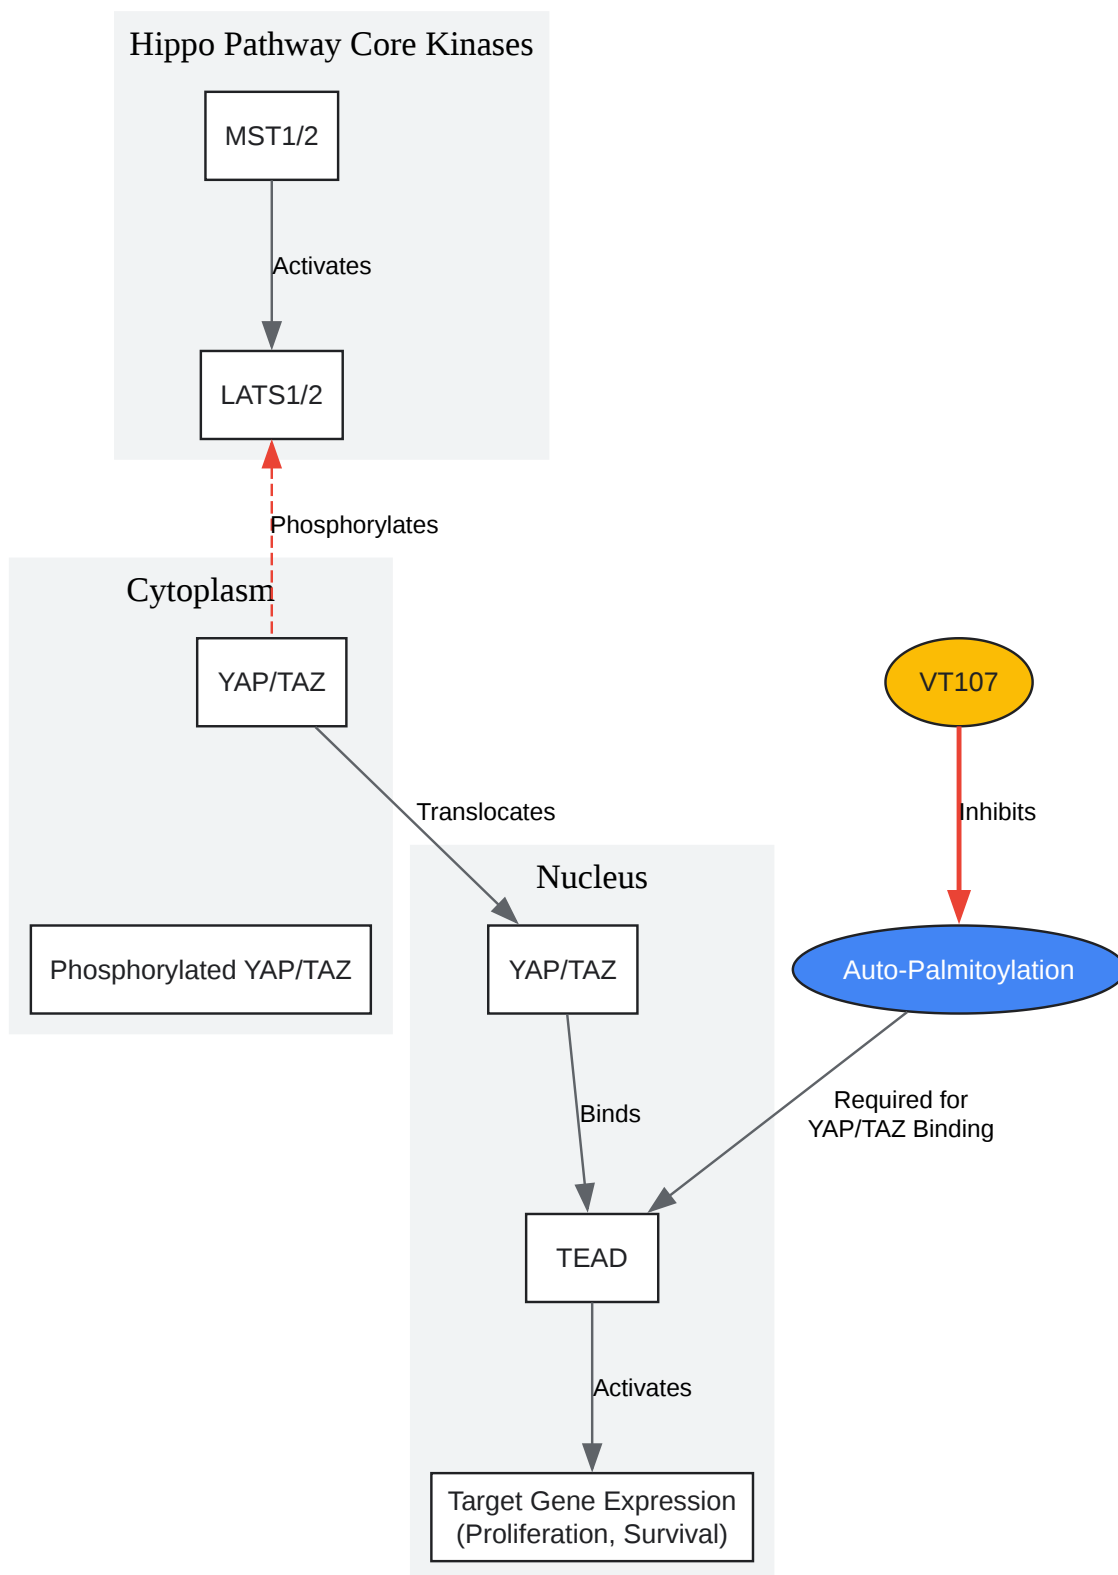 Hippo Pathway Core Kinases
MST1/2
Activates
LATS1/2
Phosphorylates
Cytoplasm
YAP/TAZ
VT107
Translocates
Inhibits
Nucleus
Phosphorylated YAP/TAZ
YAP/TAZ
Auto-Palmitoylation
Binds
Required for
YAP/TAZ Binding
TEAD
Activates
Target Gene Expression
(Proliferation, Survival)